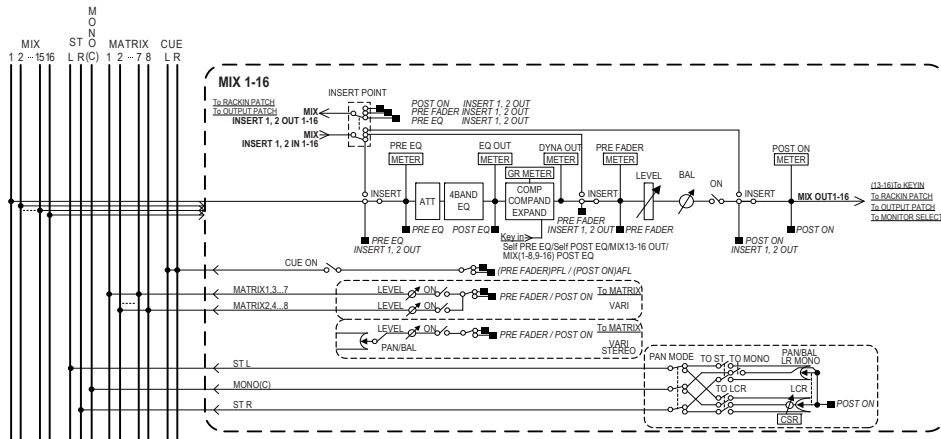 M
O
N
O
(C)
MIX
ST
MATRIX
CUE
1 2 ··· 15 16
L R
1 2 ··· 7 8
L R
MIX 1-16
INSERT POINT
To RACKIN PATCH
To OUTPUT PATCH
MIX
INSERT 1, 2 OUT 1-16
MIX
INSERT 1, 2 IN 1-16
POST ON INSERT 1, 2 OUT
PRE FADER INSERT 1, 2 OUT
PRE EQ INSERT 1, 2 OUT
PRE EQ
METER
EQ OUT
METER
DYNA OUT
METER
PRE FADER
METER
POST ON
METER
GR METER
LEVEL
BAL
ON
INSERT
ATT
4BAND
EQ
COMP
COMPAND
EXPAND
INSERT
INSERT
MIX OUT1-16
(13-16)To KEYIN
To RACKIN PATCH
To OUTPUT PATCH
To MONITOR SELECT
PRE EQ
INSERT 1, 2 OUT
PRE EQ
POST EQ
PRE FADER
INSERT 1, 2 OUT
PRE FADER
POST ON
INSERT 1, 2 OUT
POST ON
Key in
Self PRE EQ/Self POST EQ/MIX13-16 OUT/
MIX(1-8,9-16) POST EQ
CUE ON
(PRE FADER)PFL / (POST ON)AFL
MATRIX1,3...7
LEVEL
ON
PRE FADER / POST ON
To MATRIX
VARI
MATRIX2,4...8
LEVEL
ON
LEVEL
ON
PAN/BAL
PRE FADER / POST ON
To MATRIX
VARI
STEREO
ST L
MONO(C)
ST R
PAN MODE
TO ST
TO MONO
PAN/BAL
LR MONO
TO LCR
LCR
CSR
POST ON